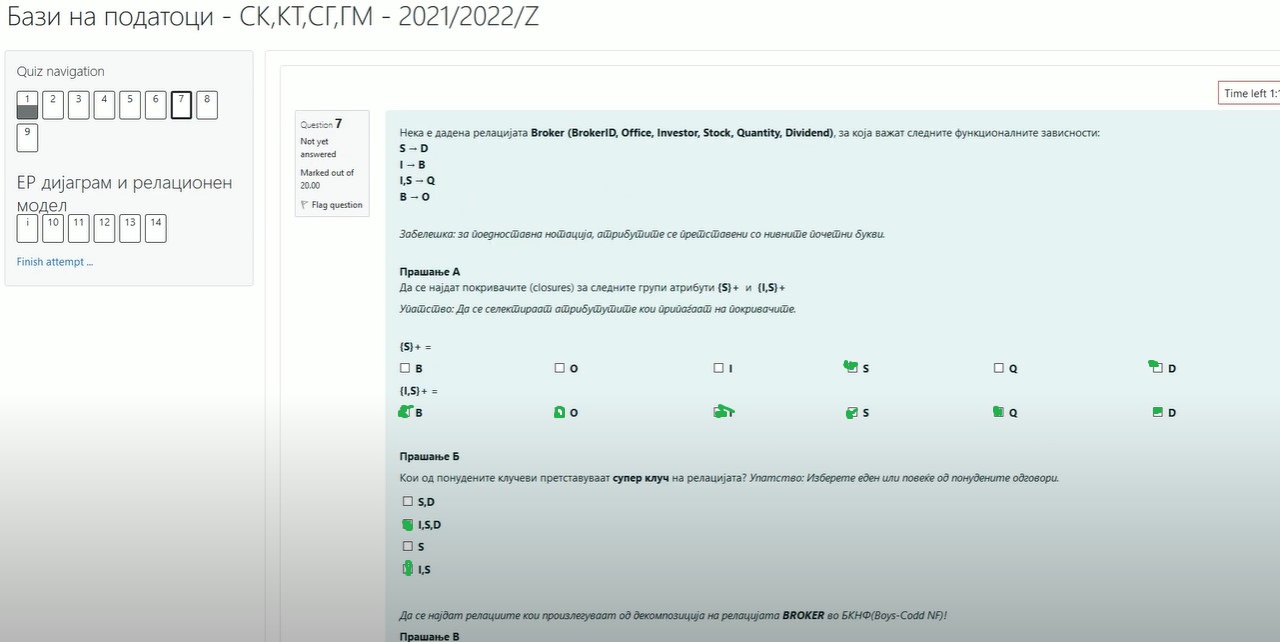 Бази на податоци - СК,КТ,СГ,ГМ - 2021/2022/Z
Quiz navigation
1 2 3 4 5 6 7 8
9
ЕР дијаграм и релационен
модел
i 10 11 12 13 14
Finish attempt ...
Time left 1:
Question 7
Not yet
answered
Marked out of
20.00
Flag question
Нека е дадена релацијата Broker (BrokerID, Office, Investor, Stock, Quantity, Dividend), за која важат следните функционалните зависности:
S → D
I → B
I,S → Q
B → O
Забелешка: за поедноставна нотација, атрибутите се претставени со нивните почетни букви.
Прашање А
Да се најдат покривачите (closures) за следните групи атрибути {S}+ и {I,S}+
Упатство: Да се селектираат атрибутутите кои припаѓаат на покривачите.
{S}+ =
B O I S Q D
{I,S}+ =
B O I S Q D
Прашање Б
Кои од понудените клучеви претставуваат супер клуч на релацијата? Упатство: Изберете еден или повеќе од понудените одговори.
S,D
I,S,D
S
I,S
Да се најдат релациите кои произлегуваат од декомпозиција на релацијата BROKER во БКНФ(Boys-Codd NF)!
Прашање В